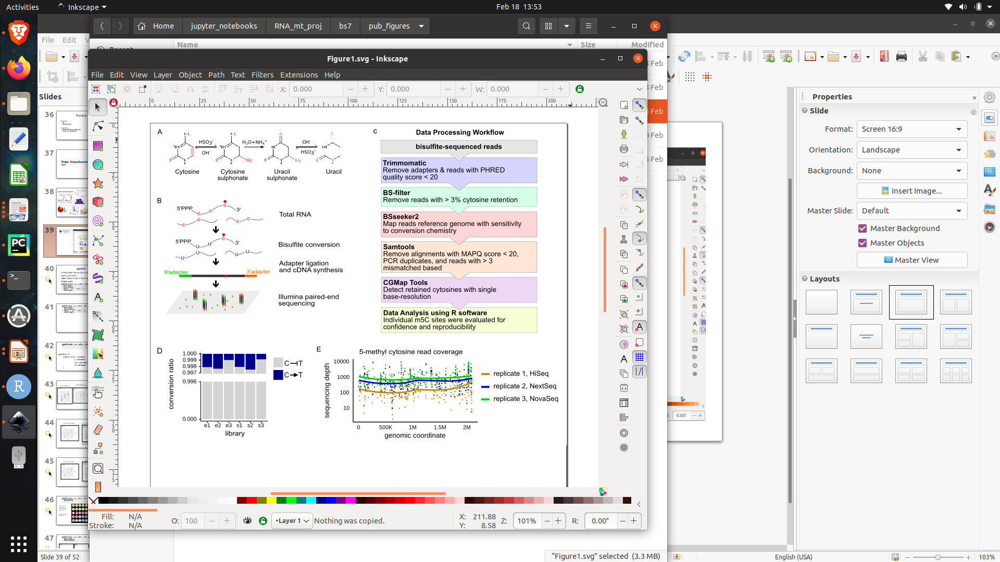 Activities
Inkscape
Feb 18 13:53
Home
jupyter_notebooks
RNA_mt_proj
bs7
pub_figures
File
Edit
Name
Size
Modified
Figure1.svg - Inkscape
File Edit View Layer Object Path Text Filters Extensions Help
X: 0.000
Y: 0.000
W: 0.000
Feb
Feb
Feb
Feb
Feb
0 25 50 75 100 125 150 175 200
Slides
36
37
38
39
40
41
42
43
44
45
46
47
Practical
Data Visualizatio
ggplot2
A
HSO3-
OH-
H2O+NH4+
OH-
HSO3-
Cytosine
Cytosine
sulphonate
Uracil
sulphonate
Uracil
B
5'PPP
3'
Total RNA
5'PPP
3'
Bisulfite conversion
Adapter ligation
and cDNA synthesis
5'adapter
3'adapter
Illumina paired-end
sequencing
C
Data Processing Workflow
bisulfite-sequenced reads
Trimmomatic
Remove adapters & reads with PHRED
quality score < 20
BS-filter
Remove reads with > 3% cytosine retention
BSseeker2
Map reads reference genome with sensitivity
to conversion chemistry
Samtools
Remove alignments with MAPQ score < 20,
PCR duplicates, and reads with > 3
mismatched based
CGMap Tools
Detect retained cytosines with single
base-resolution
Data Analysis using R software
Individual m5C sites were evaluated for
confidence and reproducibility
D
conversion ratio
1.000
0.999
0.998
0.997
0.996
0.000
e1 e2 e3 s1 s2 s3
library
C T
C T
E
5-methyl cytosine read coverage
sequencing depth
10000
1000
100
10
0 500K 1M 1.5M 2M
genomic coordinate
replicate 1, HiSeq
replicate 2, NextSeq
replicate 3, NovaSeq
Fill: N/A
Stroke: N/A
O: 100
•Layer 1
Nothing was copied.
X: 211.88
Y: 8.58
Z: 101%
R: 0.00°
0.00°
Slide 39 of 52
"Figure1.svg" selected (3.3 MB)
English (USA)
103%
Properties
Slide
Format: Screen 16:9
Orientation: Landscape
Background: None
Insert Image...
Master Slide: Default
Master Background
Master Objects
Master View
Layouts